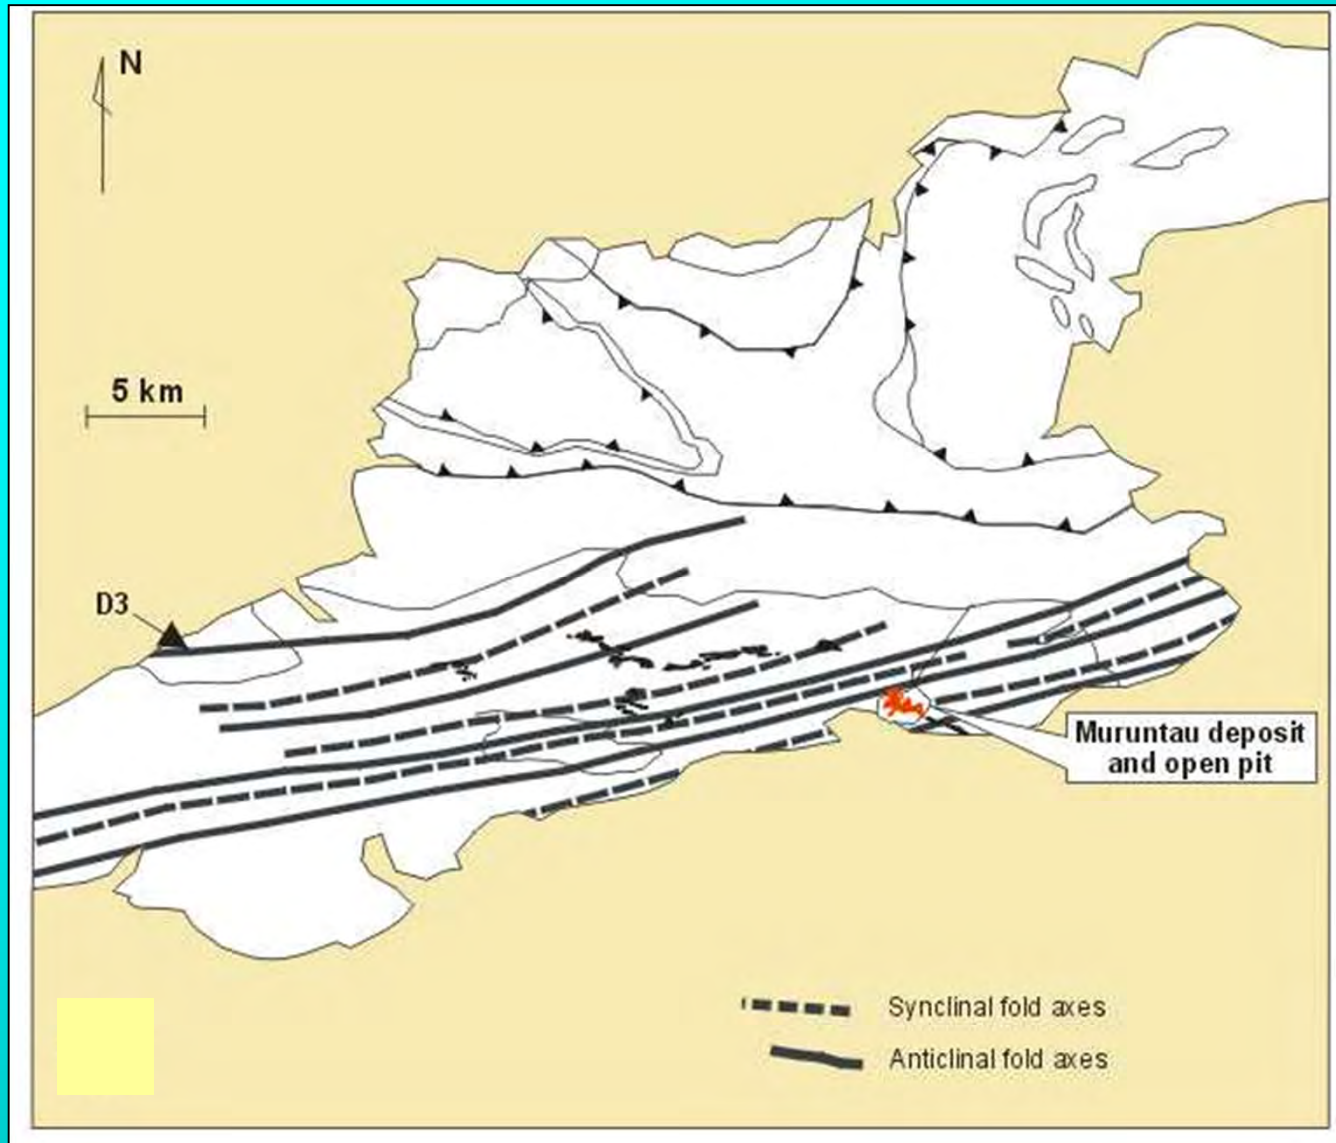 N
5 km
D3
Muruntau deposit
and open pit
Synclinal fold axes
Anticlinal fold axes